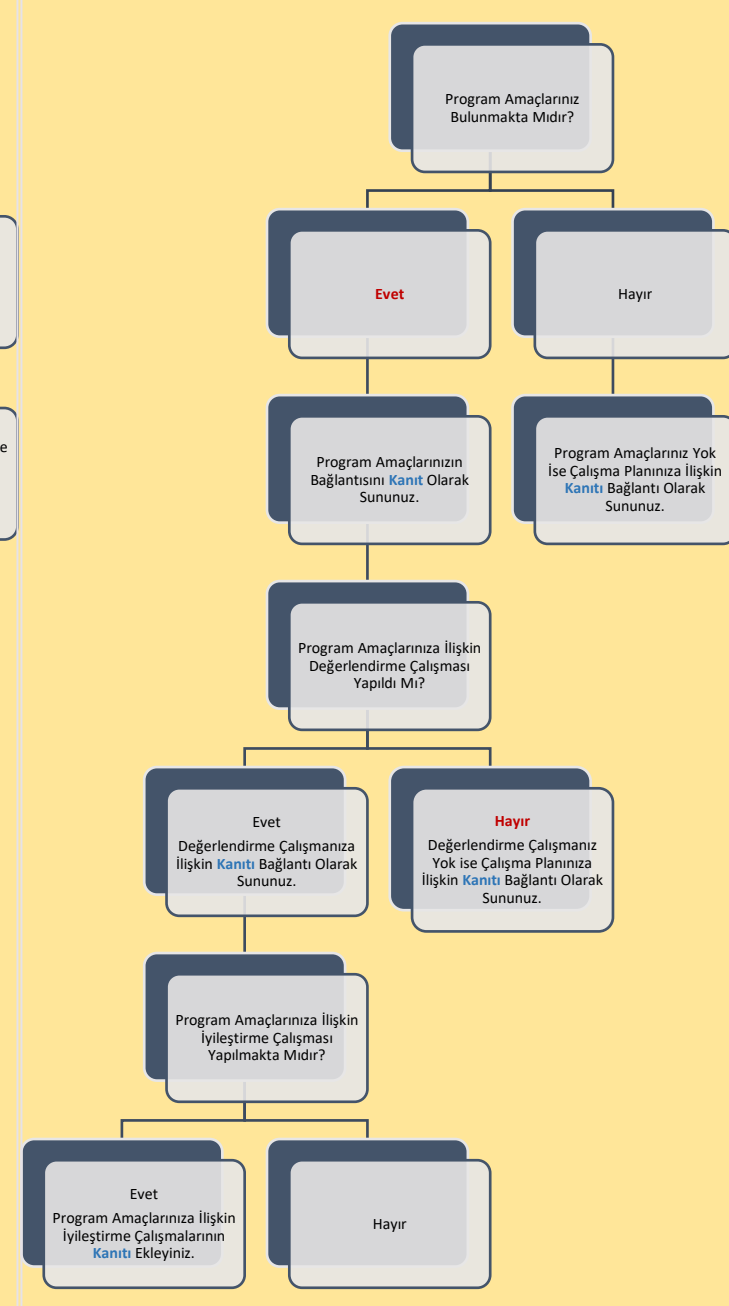 Program Amaçlarınız
Bulunmakta Mıdır?
Evet
Hayır
e
Program Amaçlarınızın
Bağlantısını Kanıt Olarak
Sununuz.
Program Amaçlarınız Yok
İse Çalışma Planınıza İlişkin
Kanıtı Bağlantı Olarak
Sununuz.
Program Amaçlarınıza İlişkin
Değerlendirme Çalışması
Yapıldı Mı?
Evet
Değerlendirme Çalışmanıza
İlişkin Kanıtı Bağlantı Olarak
Sununuz.
Hayır
Değerlendirme Çalışmanız
Yok ise Çalışma Planınıza
İlişkin Kanıtı Bağlantı Olarak
Sununuz.
Program Amaçlarınıza İlişkin
İyileştirme Çalışması
Yapılmakta Mıdır?
Evet
Program Amaçlarınıza İlişkin
İyileştirme Çalışmalarının
Kanıtı Ekleyiniz.
Hayır